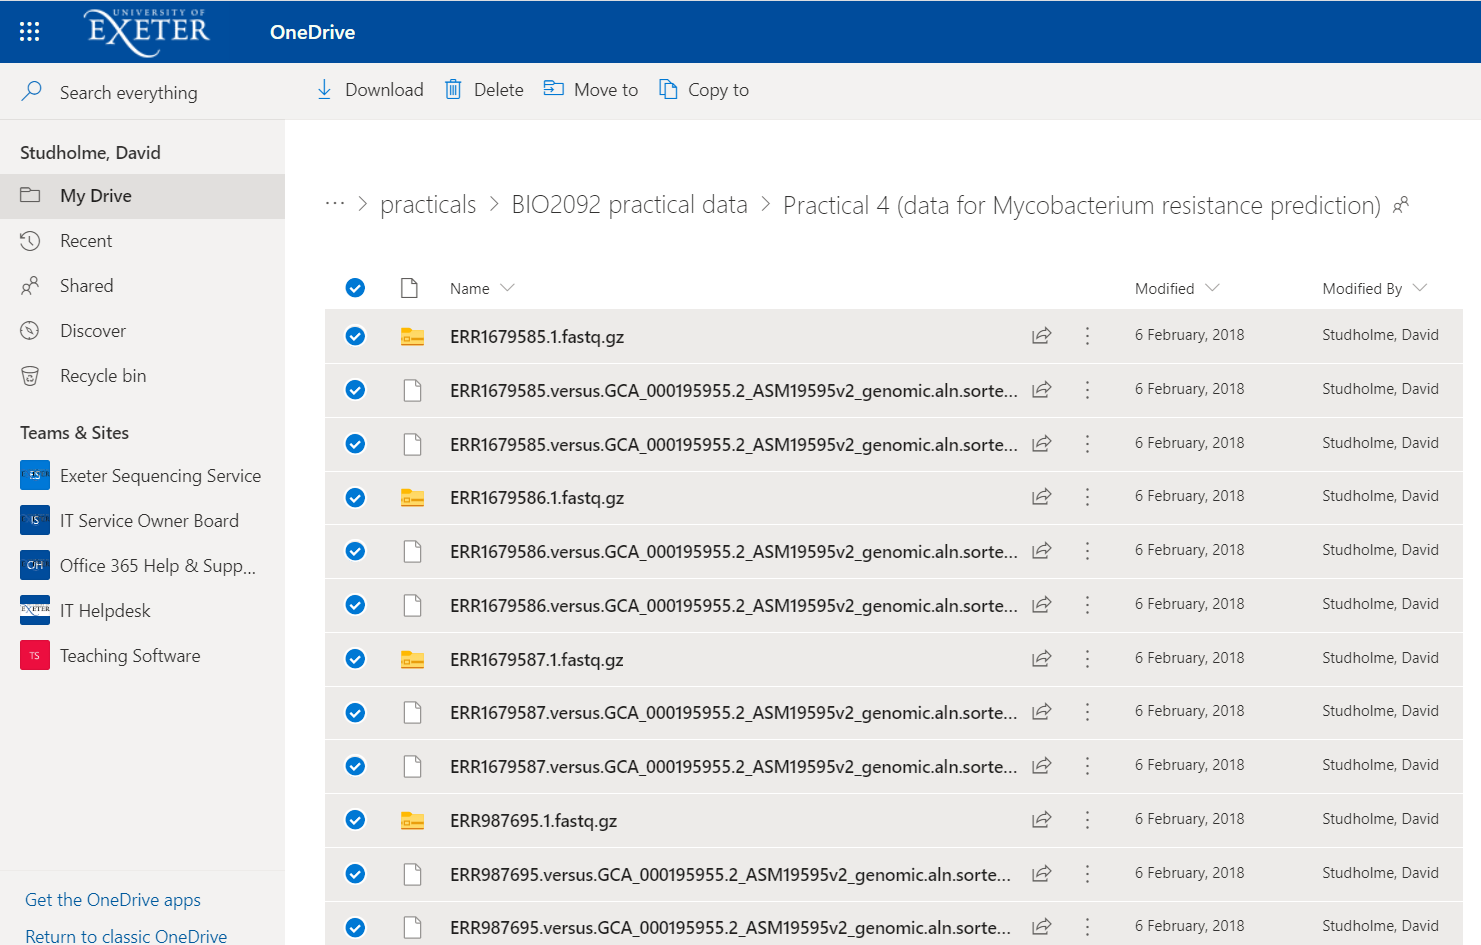 UNIVERSITY OF
EXETER
OneDrive
Search everything
Download
Delete
Move to
Copy to
Studholme, David
My Drive
Recent
Shared
Discover
Recycle bin
Teams & Sites
ES
Exeter Sequencing Service
IS
IT Service Owner Board
OH
Office 365 Help & Supp...
EXETER
IT Helpdesk
TS
Teaching Software
Get the OneDrive apps
Return to classic OneDrive
··· > practicals > BIO2092 practical data > Practical 4 (data for Mycobacterium resistance prediction)
Name Modified Modified By
ERR1679585.1.fastq.gz 6 February, 2018 Studholme, David
ERR1679585.versus.GCA_000195955.2_ASM19595v2_genomic.aln.sorte... 6 February, 2018 Studholme, David
ERR1679585.versus.GCA_000195955.2_ASM19595v2_genomic.aln.sorte... 6 February, 2018 Studholme, David
ERR1679586.1.fastq.gz 6 February, 2018 Studholme, David
ERR1679586.versus.GCA_000195955.2_ASM19595v2_genomic.aln.sorte... 6 February, 2018 Studholme, David
ERR1679586.versus.GCA_000195955.2_ASM19595v2_genomic.aln.sorte... 6 February, 2018 Studholme, David
ERR1679587.1.fastq.gz 6 February, 2018 Studholme, David
ERR1679587.versus.GCA_000195955.2_ASM19595v2_genomic.aln.sorte... 6 February, 2018 Studholme, David
ERR1679587.versus.GCA_000195955.2_ASM19595v2_genomic.aln.sorte... 6 February, 2018 Studholme, David
ERR987695.1.fastq.gz 6 February, 2018 Studholme, David
ERR987695.versus.GCA_000195955.2_ASM19595v2_genomic.aln.sorte... 6 February, 2018 Studholme, David
ERR987695.versus.GCA_000195955.2_ASM19595v2_genomic.aln.sorte... 6 February, 2018 Studholme, David